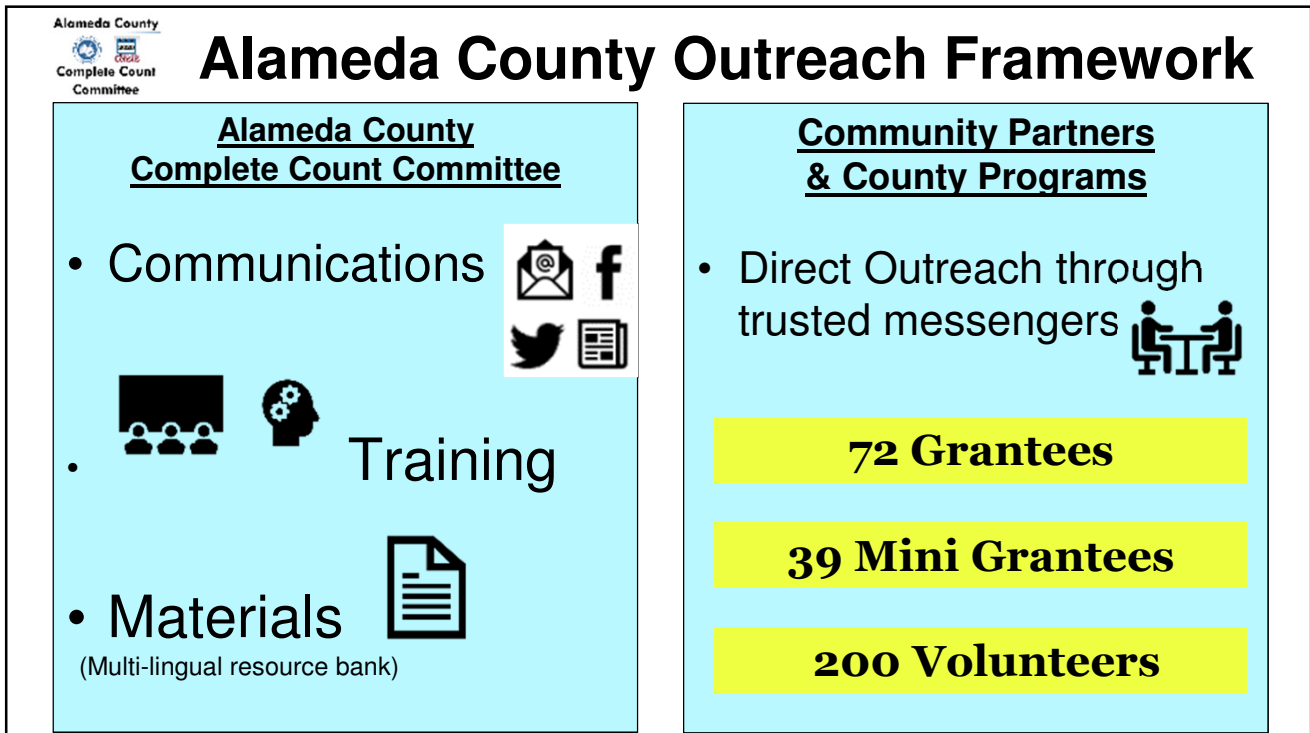 Alameda County
Complete Count
Committee
Alameda County Outreach Framework
Alameda County
Complete Count Committee
• Communications
• Training
• Materials
(Multi-lingual resource bank)
Community Partners
& County Programs
• Direct Outreach through
trusted messengers
72 Grantees
39 Mini Grantees
200 Volunteers